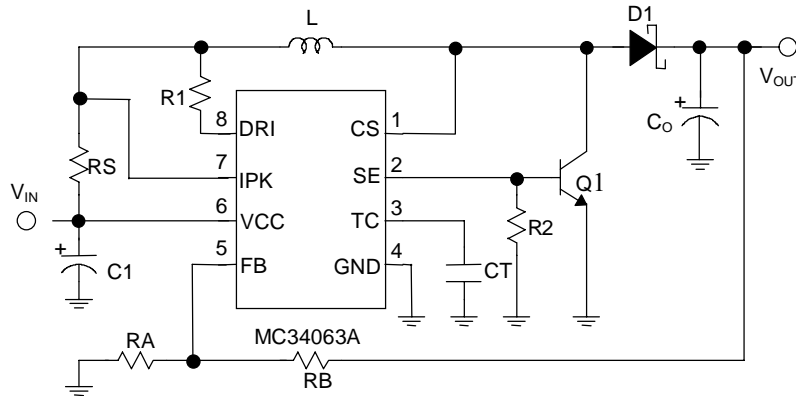 D1
L
VOUT
R1
8
DRI
CS
1
CO
RS
7
IPK
SE
2
Q1
VIN
6
VCC
TC
3
R2
C1
5
FB
GND
4
CT
MC34063A
RA
RB